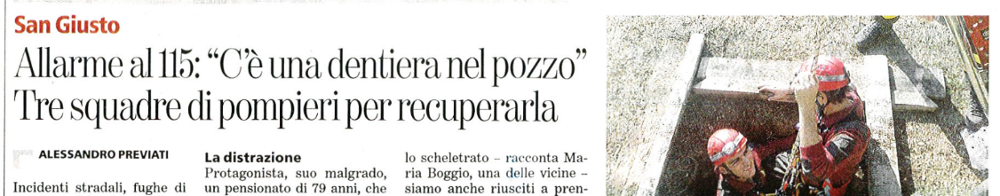 San Giusto
Allarme al 115: “C’è una dentiera nel pozzo”
Tre squadre di pompieri per recuperarla
ALESSANDRO PREVIATI
Incidenti stradali, fughe di
La distrazione
Protagonista, suo malgrado,
un pensionato di 79 anni, che
lo scheletrato – racconta Ma-
ria Boggio, una delle vicine –
siamo anche riusciti a pren-